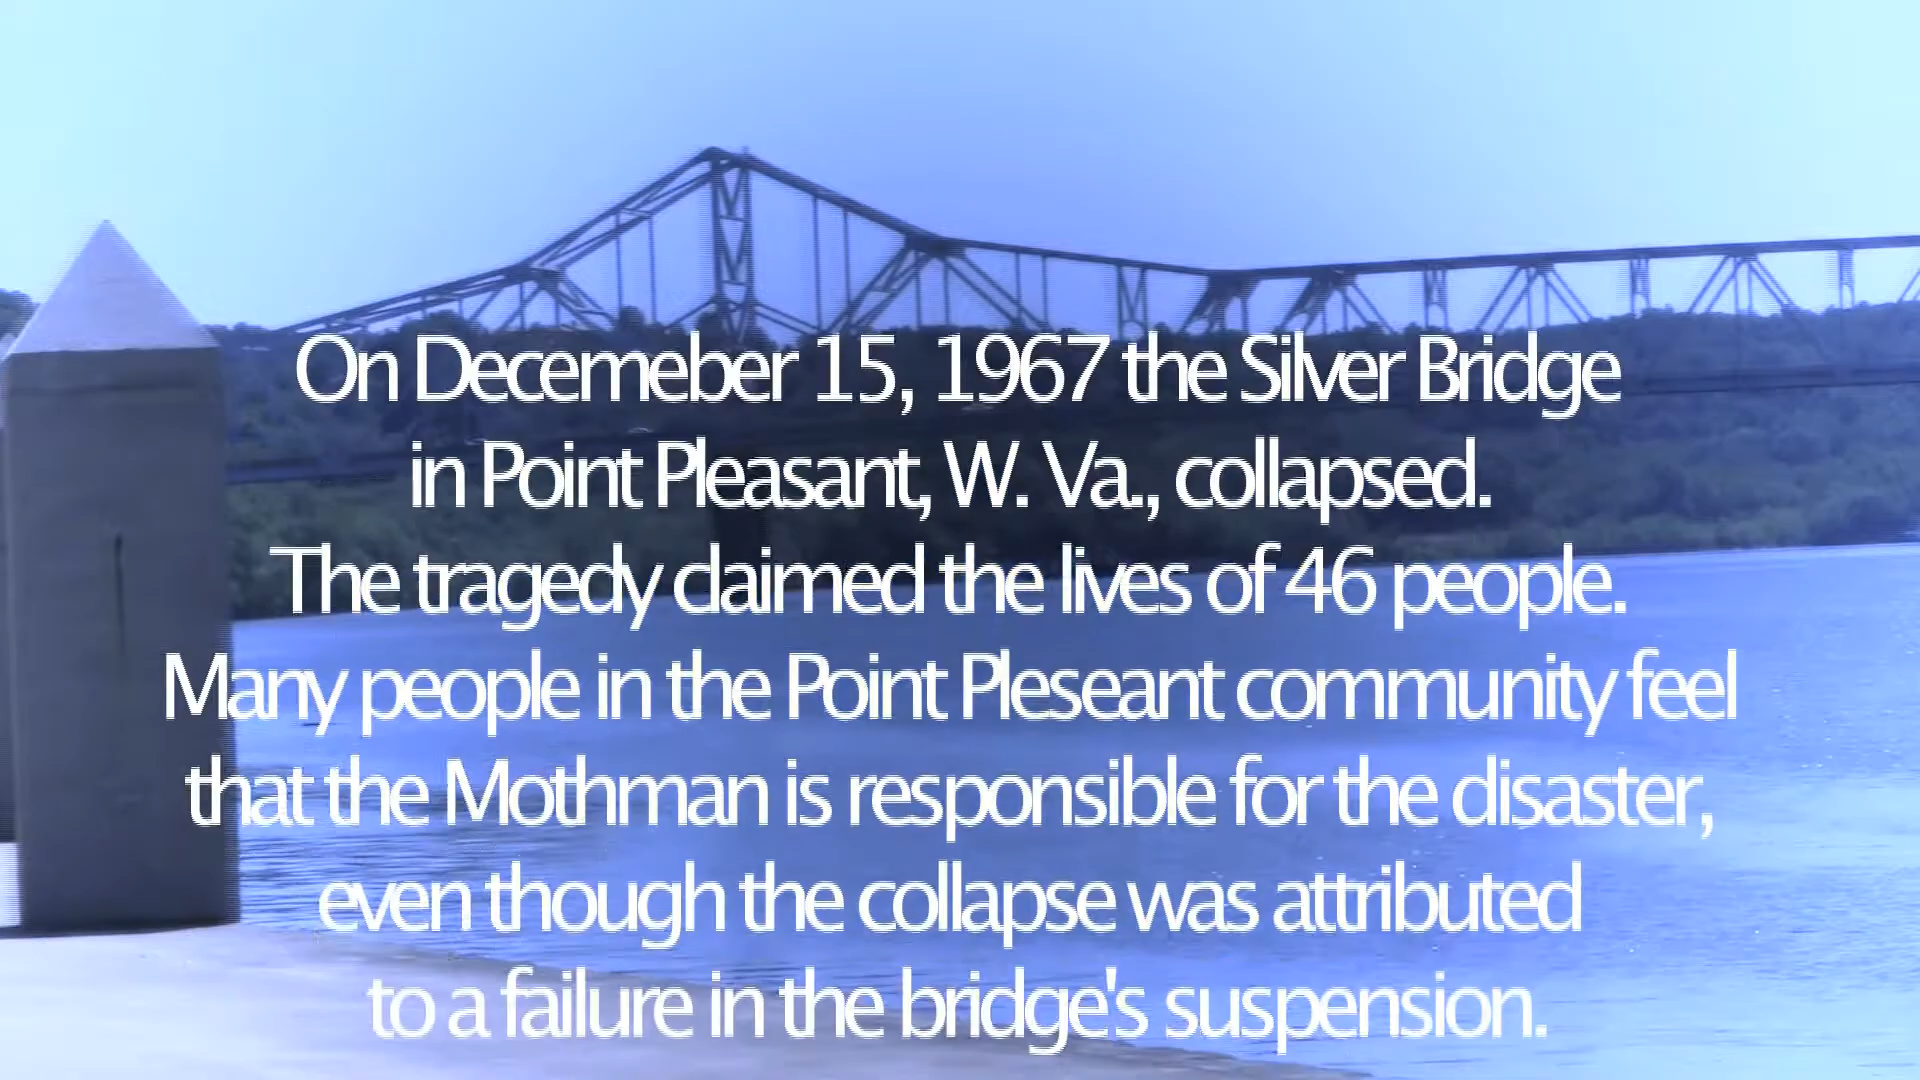 On Decemeber 15, 1967 the Silver Bridge
in Point Pleasant, W. Va., collapsed.
The tragedy claimed the lives of 46 people.
Many people in the Point Pleseant community feel
that the Mothman is responsible for the disaster,
even though the collapse was attributed
to a failure in the bridge's suspension.